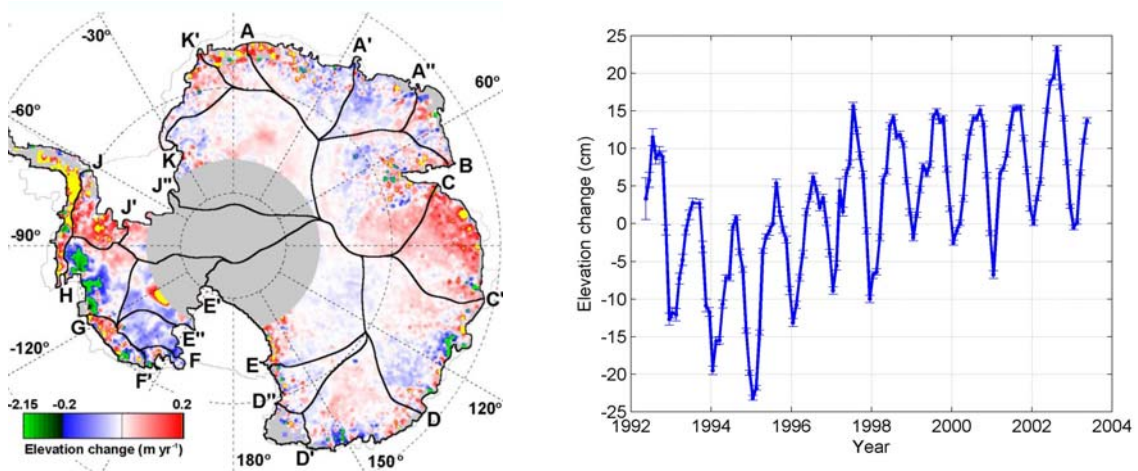 -30°
K'
A
A'
A"
60°
-60°
B
K
C
J
J"
J'
-90°
H
E'
C'
G
E"
F
-120°
F'
E
D"
D
120°
D'
180°
150°
-2.15
-0.2
0.2
Elevation change (m yr⁻¹)
25
20
15
10
5
0
-5
-10
-15
-20
-25
Elevation change (cm)
1992
1994
1996
1998
2000
2002
2004
Year